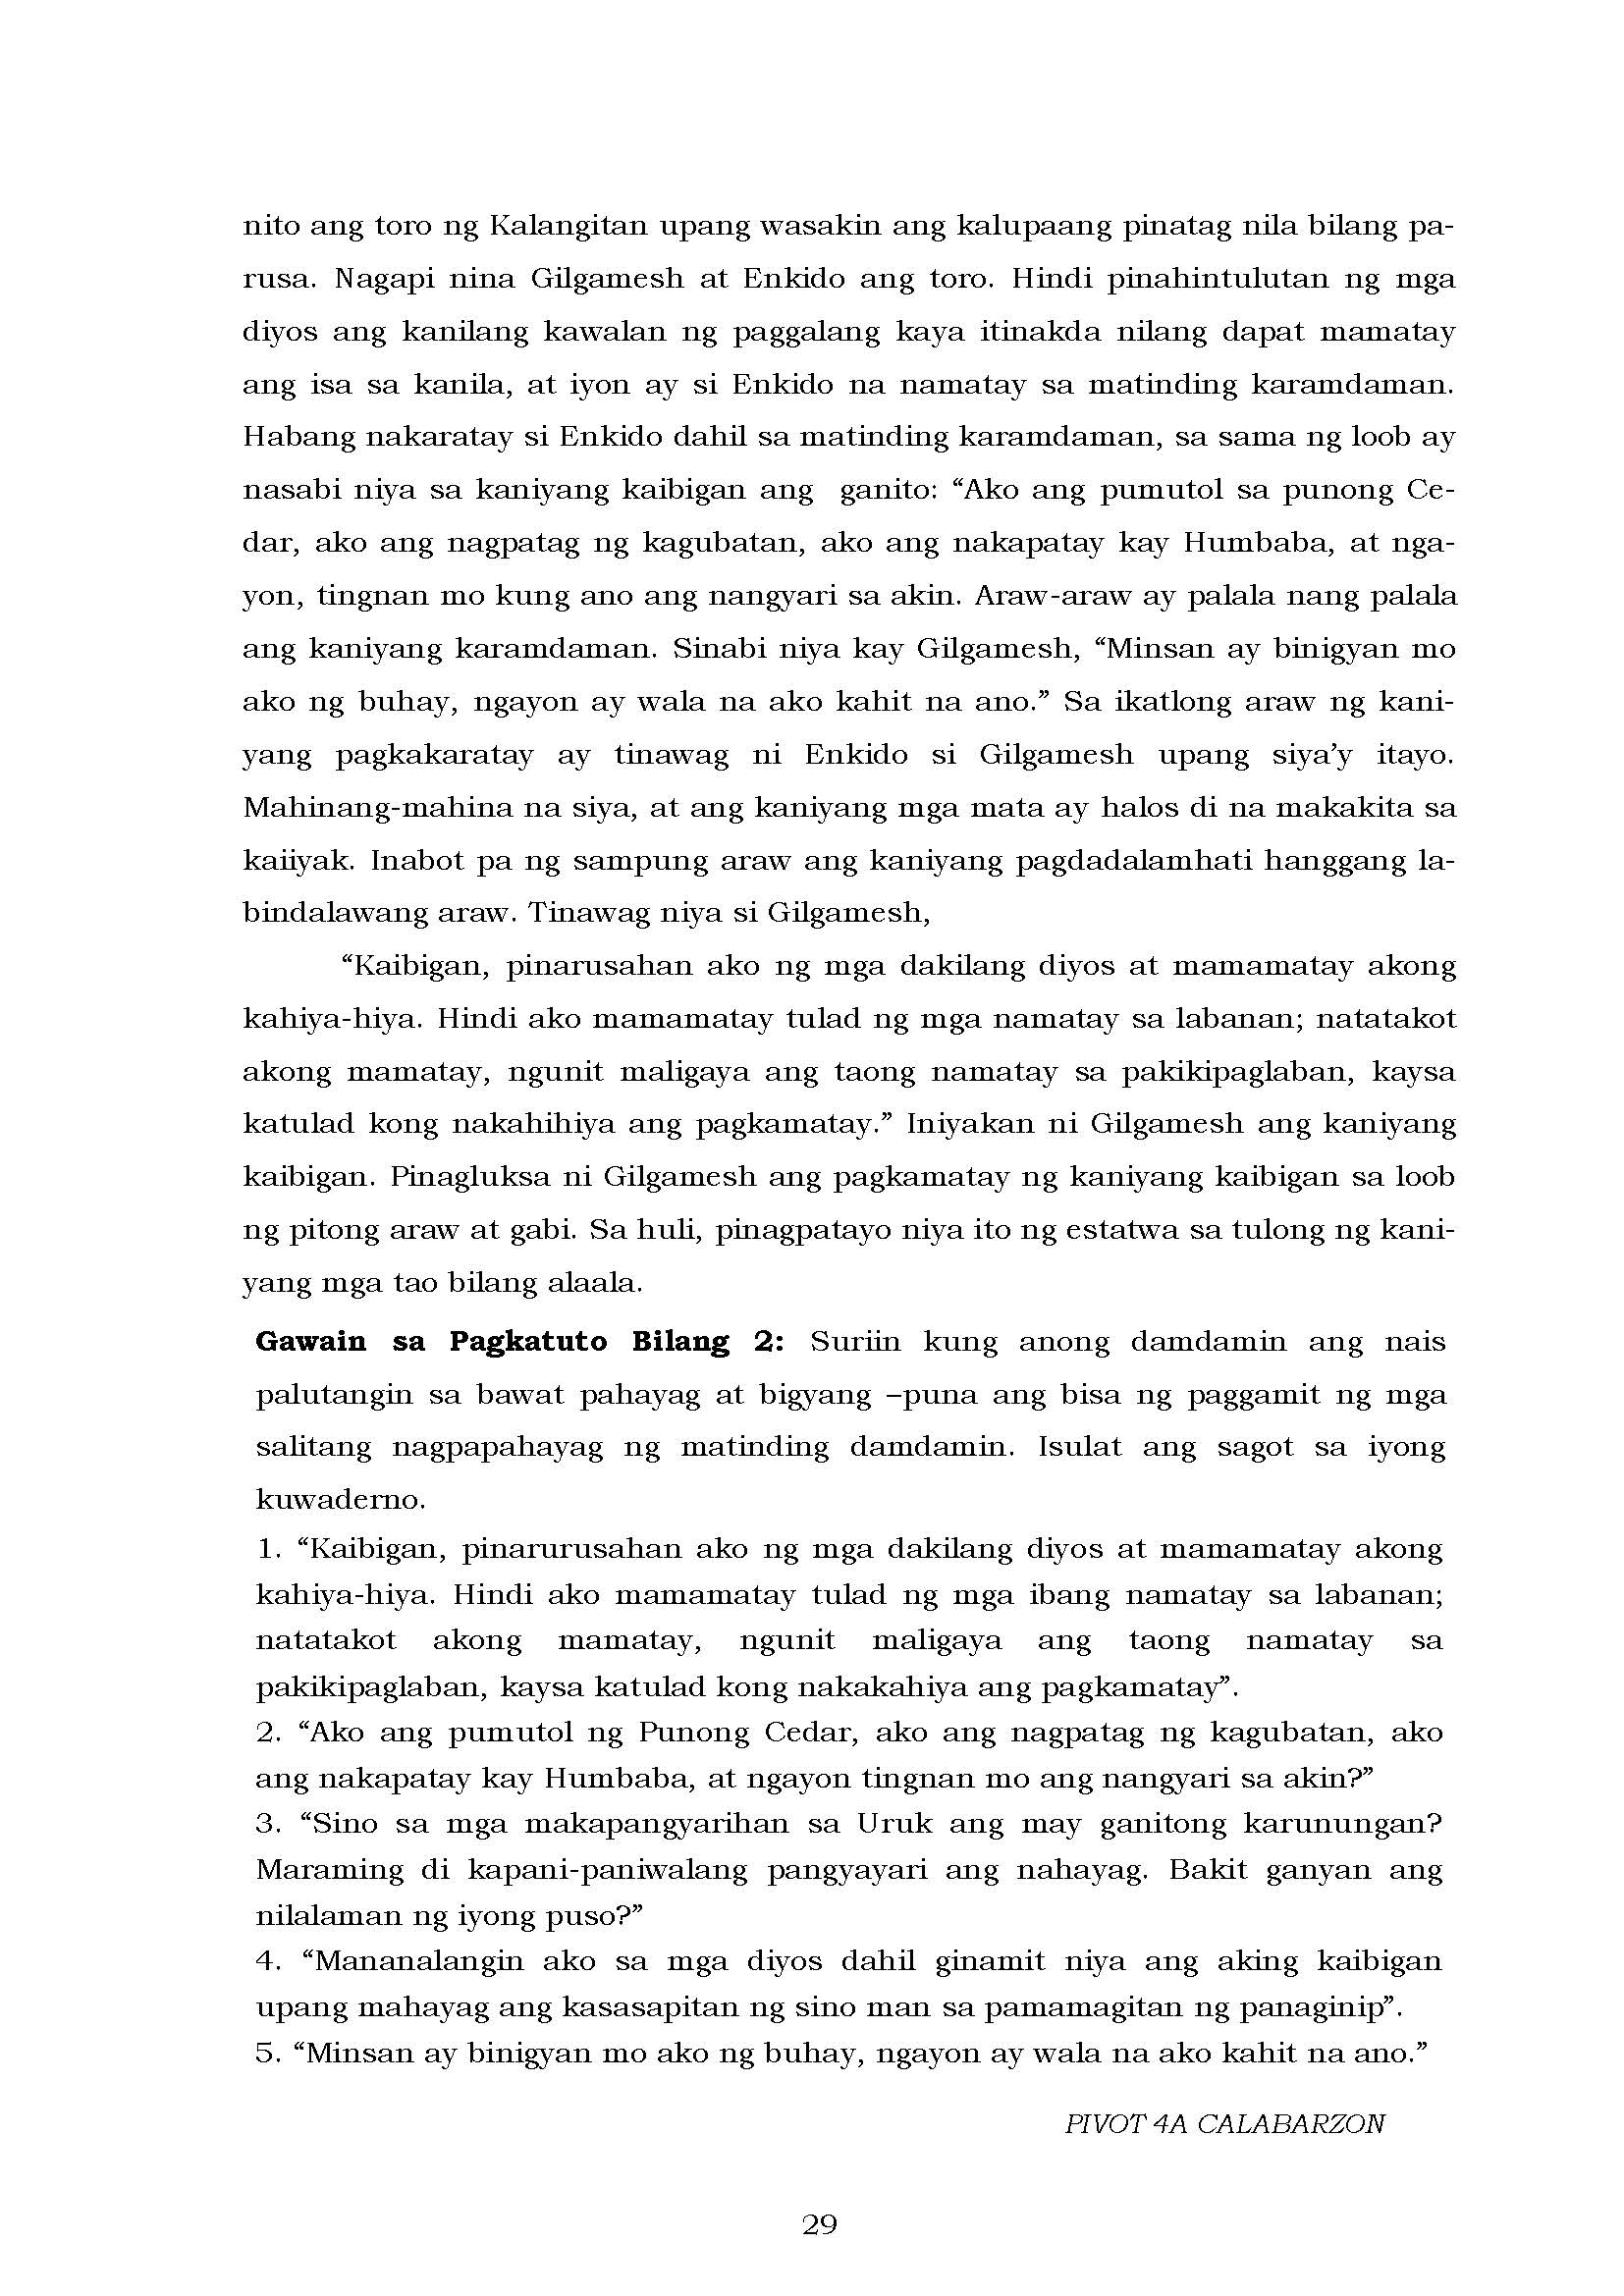 nito ang toro ng Kalangitan upang wasakin ang kalupaang pinatag nila bilang pa-
rusa. Nagapi nina Gilgamesh at Enkido ang toro. Hindi pinahintulutan ng mga
diyos ang kanilang kawalan ng paggalang kaya itinakda nilang dapat mamatay
ang isa sa kanila, at iyon ay si Enkido na namatay sa matinding karamdaman.
Habang nakaratay si Enkido dahil sa matinding karamdaman, sa sama ng loob ay
nasabi niya sa kaniyang kaibigan ang  ganito: “Ako ang pumutol sa punong Ce-
dar, ako ang nagpatag ng kagubatan, ako ang nakapatay kay Humbaba, at nga-
yon, tingnan mo kung ano ang nangyari sa akin. Araw-araw ay palala nang palala
ang kaniyang karamdaman. Sinabi niya kay Gilgamesh, “Minsan ay binigyan mo
ako ng buhay, ngayon ay wala na ako kahit na ano.” Sa ikatlong araw ng kani-
yang pagkakaratay ay tinawag ni Enkido si Gilgamesh upang siya’y itayo.
Mahinang-mahina na siya, at ang kaniyang mga mata ay halos di na makakita sa
kaiiyak. Inabot pa ng sampung araw ang kaniyang pagdadalamhati hanggang la-
bindalawang araw. Tinawag niya si Gilgamesh,
“Kaibigan, pinarusahan ako ng mga dakilang diyos at mamamatay akong
kahiya-hiya. Hindi ako mamamatay tulad ng mga namatay sa labanan; natatakot
akong mamatay, ngunit maligaya ang taong namatay sa pakikipaglaban, kaysa
katulad kong nakahihiya ang pagkamatay.” Iniyakan ni Gilgamesh ang kaniyang
kaibigan. Pinagluksa ni Gilgamesh ang pagkamatay ng kaniyang kaibigan sa loob
ng pitong araw at gabi. Sa huli, pinagpatayo niya ito ng estatwa sa tulong ng kani-
yang mga tao bilang alaala.
Gawain sa Pagkatuto Bilang 2: Suriin kung anong damdamin ang nais
palutangin sa bawat pahayag at bigyang –puna ang bisa ng paggamit ng mga
salitang nagpapahayag ng matinding damdamin. Isulat ang sagot sa iyong
kuwaderno.
1. “Kaibigan, pinarurusahan ako ng mga dakilang diyos at mamamatay akong
kahiya-hiya. Hindi ako mamamatay tulad ng mga ibang namatay sa labanan;
natatakot akong mamatay, ngunit maligaya ang taong namatay sa
pakikipaglaban, kaysa katulad kong nakakahiya ang pagkamatay”.
2. “Ako ang pumutol ng Punong Cedar, ako ang nagpatag ng kagubatan, ako
ang nakapatay kay Humbaba, at ngayon tingnan mo ang nangyari sa akin?”
3. “Sino sa mga makapangyarihan sa Uruk ang may ganitong karunungan?
Maraming di kapani-paniwalang pangyayari ang nahayag. Bakit ganyan ang
nilalaman ng iyong puso?”
4. “Mananalangin ako sa mga diyos dahil ginamit niya ang aking kaibigan
upang mahayag ang kasasapitan ng sino man sa pamamagitan ng panaginip”.
5. “Minsan ay binigyan mo ako ng buhay, ngayon ay wala na ako kahit na ano.”
PIVOT 4A CALABARZON
29